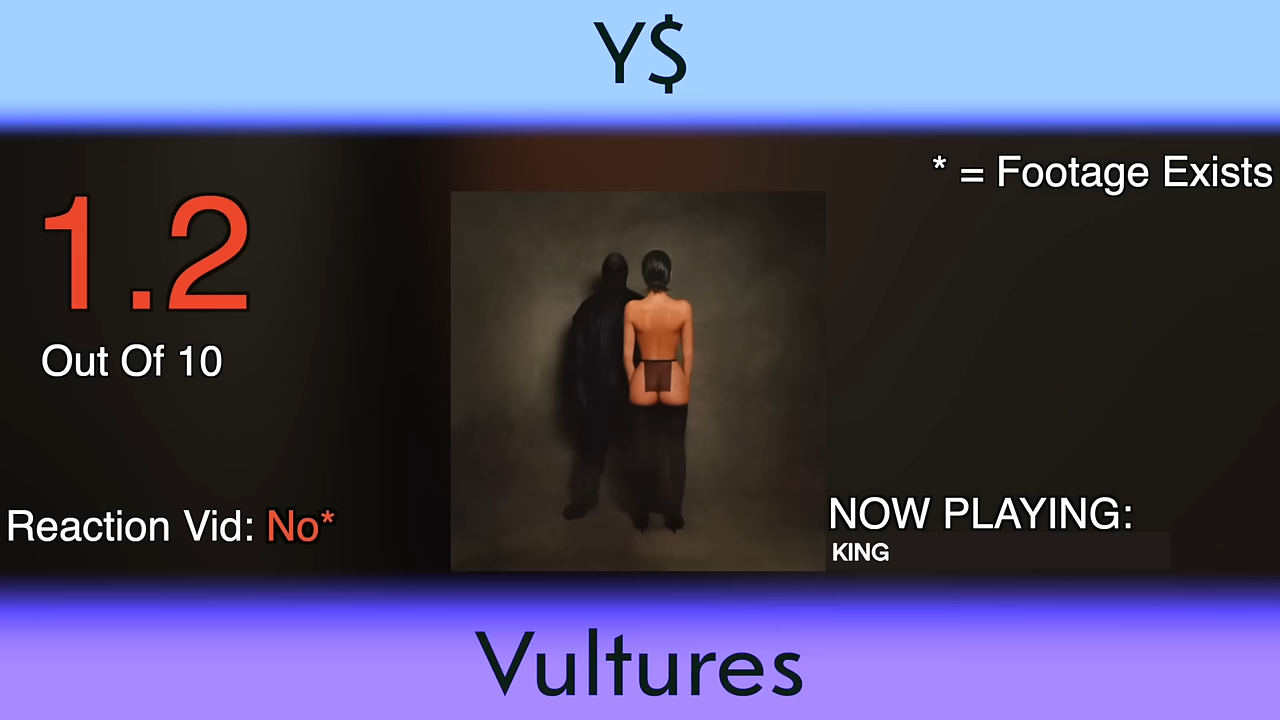 Y$
* = Footage Exists
1.2
Out Of 10
Reaction Vid: No*
NOW PLAYING:
KING
Vultures